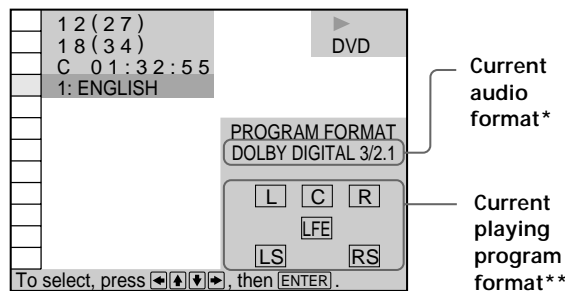 12(27)
18(34)
C 01:32:55
1: ENGLISH
DVD
PROGRAM FORMAT
DOLBY DIGITAL 3/2.1
L C R
LFE
LS RS
To select, press ←↑↓→, then ENTER.
Current
audio
format*
Current
playing
program
format**